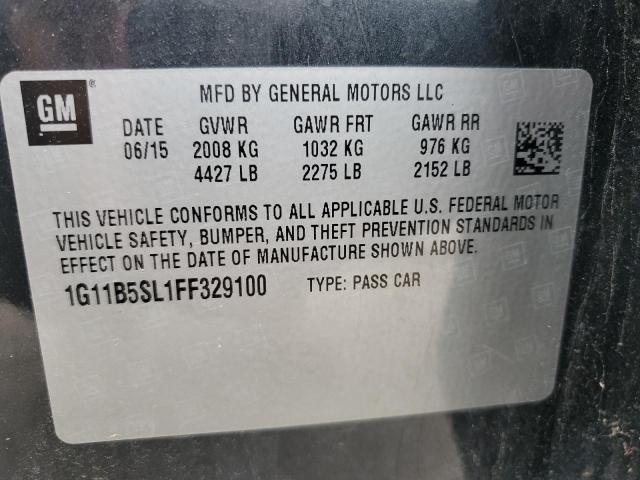 GM ®
MFD BY GENERAL MOTORS LLC
DATE GVWR GAWR FRT GAWR RR
06/15 2008 KG 1032 KG 976 KG
4427 LB 2275 LB 2152 LB
THIS VEHICLE CONFORMS TO ALL APPLICABLE U.S. FEDERAL MOTOR
VEHICLE SAFETY, BUMPER, AND THEFT PREVENTION STANDARDS IN
EFFECT ON THE DATE OF MANUFACTURE SHOWN ABOVE.
1G11B5SL1FF329100 TYPE: PASS CAR